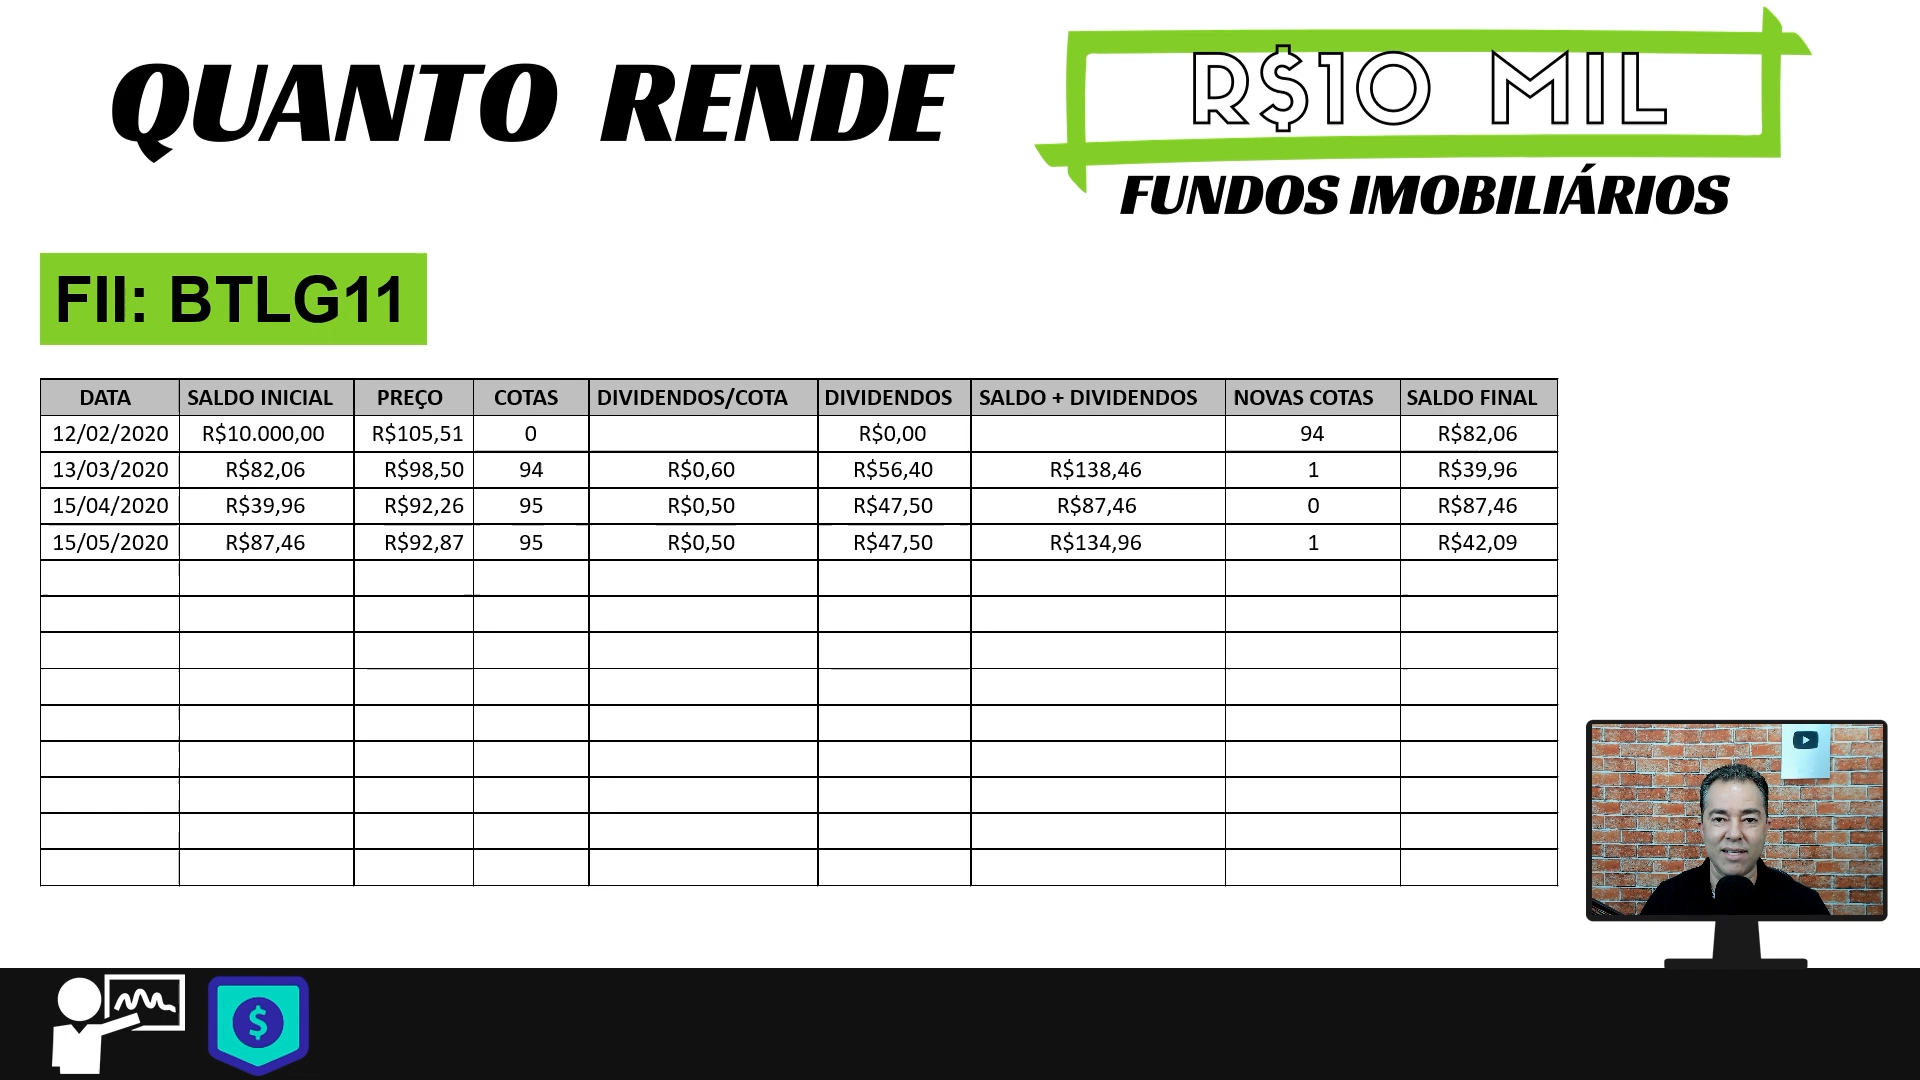 QUANTO RENDE
R$10 MIL
FUNDOS IMOBILIÁRIOS
FII: BTLG11
DATA SALDO INICIAL PREÇO COTAS DIVIDENDOS/COTA DIVIDENDOS SALDO + DIVIDENDOS NOVAS COTAS SALDO FINAL
12/02/2020 R$10.000,00 R$105,51 0 R$0,00 94 R$82,06
13/03/2020 R$82,06 R$98,50 94 R$0,60 R$56,40 R$138,46 1 R$39,96
15/04/2020 R$39,96 R$92,26 95 R$0,50 R$47,50 R$87,46 0 R$87,46
15/05/2020 R$87,46 R$92,87 95 R$0,50 R$47,50 R$134,96 1 R$42,09
$